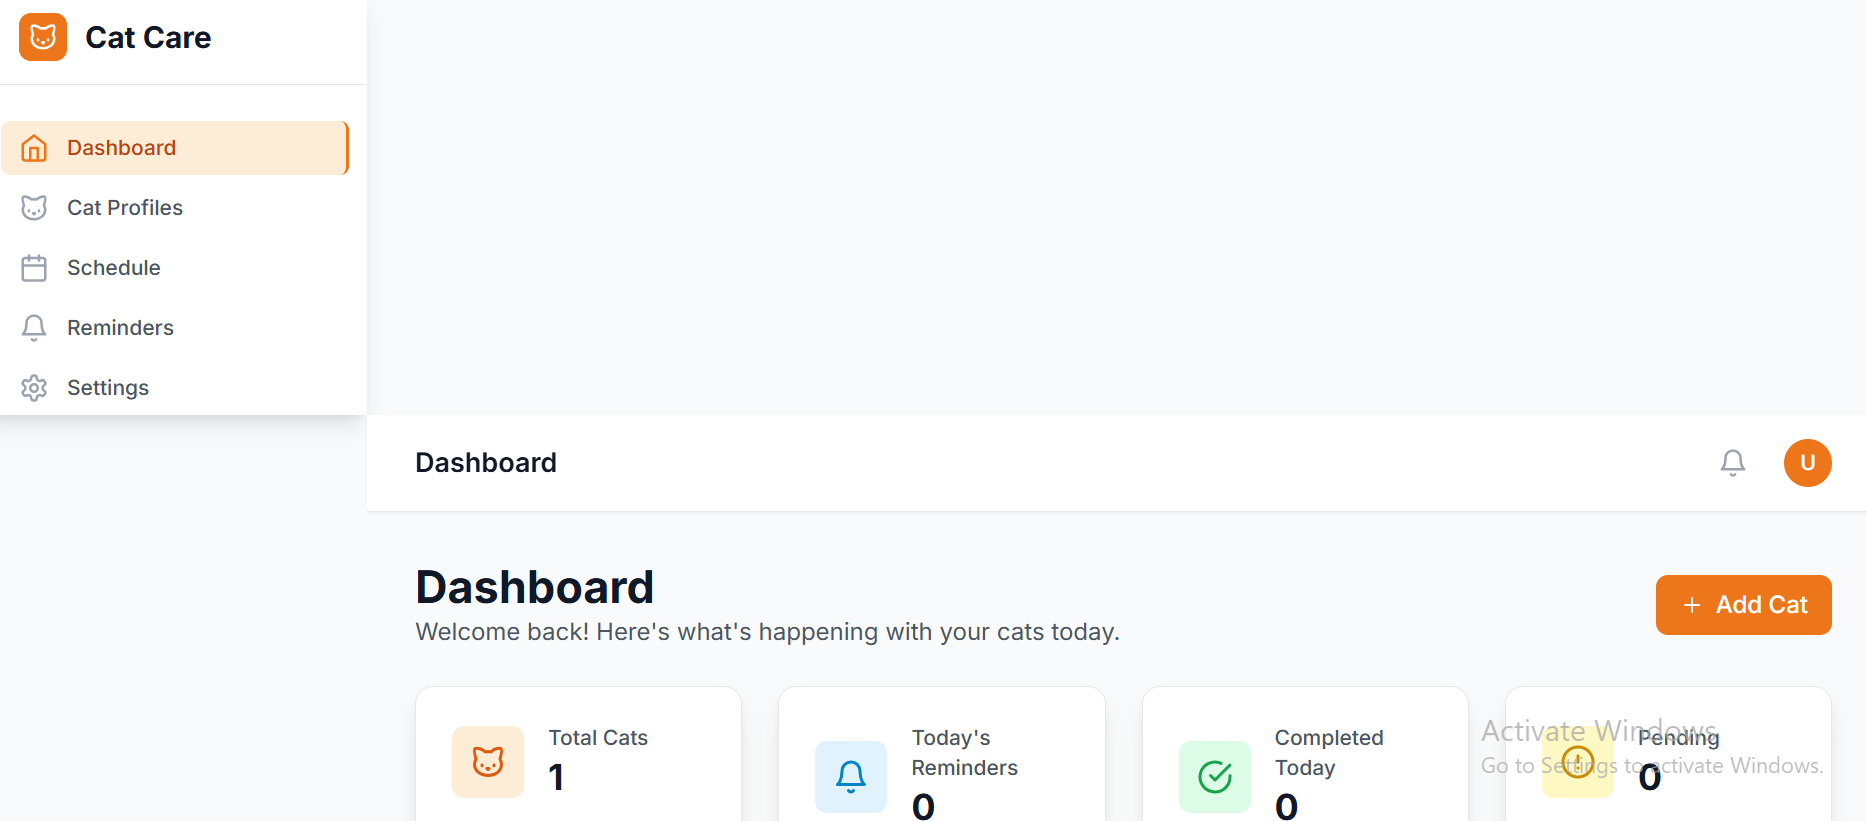 Cat Care
Dashboard
Cat Profiles
Schedule
Reminders
Settings
Dashboard
U
Dashboard
Welcome back! Here's what's happening with your cats today.
+ Add Cat
Total Cats
1
Today's
Reminders
0
Completed
Today
0
Pending
0
Activate Windows
Go to Settings to activate Windows.